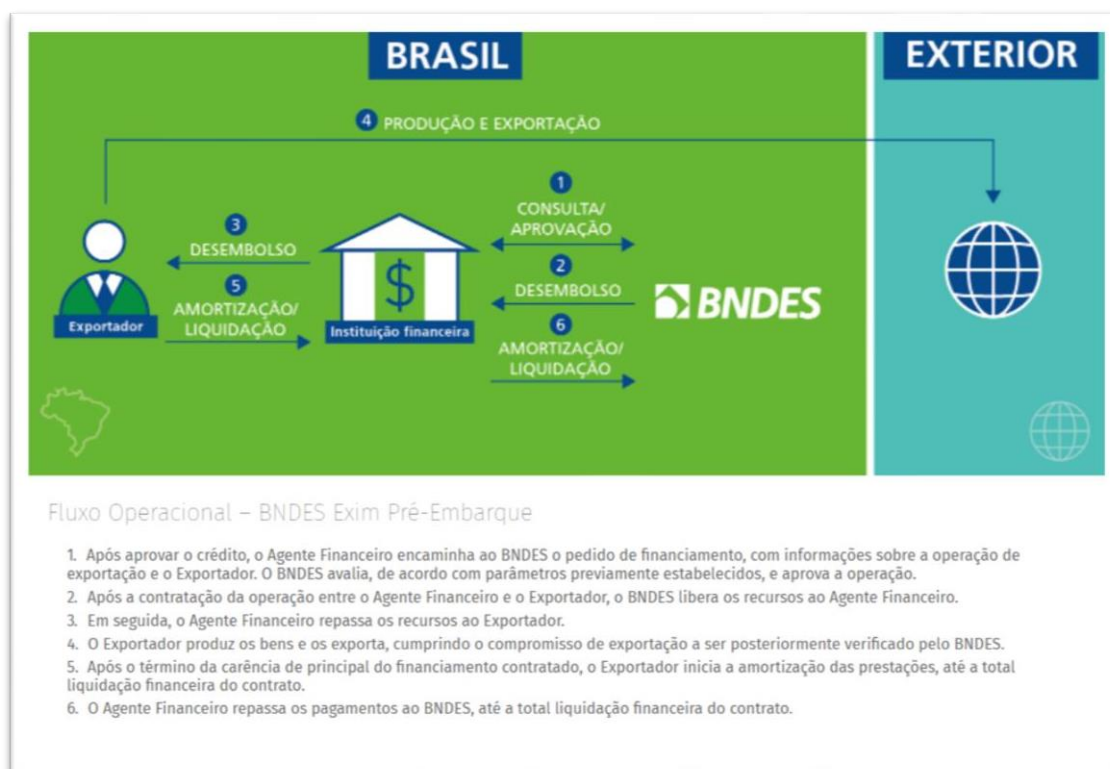 BRASIL
EXTERIOR
4 PRODUÇÃO E EXPORTAÇÃO
1
CONSULTA/
APROVAÇÃO
3
DESEMBOLSO
2
DESEMBOLSO
5
AMORTIZAÇÃO/
LIQUIDAÇÃO
$
BNDES
Exportador
Instituição financeira
6
AMORTIZAÇÃO/
LIQUIDAÇÃO
Fluxo Operacional – BNDES Exim Pré-Embarque
1. Após aprovar o crédito, o Agente Financeiro encaminha ao BNDES o pedido de financiamento, com informações sobre a operação de
exportação e o Exportador. O BNDES avalia, de acordo com parâmetros previamente estabelecidos, e aprova a operação.
2. Após a contratação da operação entre o Agente Financeiro e o Exportador, o BNDES libera os recursos ao Agente Financeiro.
3. Em seguida, o Agente Financeiro repassa os recursos ao Exportador.
4. O Exportador produz os bens e os exporta, cumprindo o compromisso de exportação a ser posteriormente verificado pelo BNDES.
5. Após o término da carência de principal do financiamento contratado, o Exportador inicia a amortização das prestações, até a total
liquidação financeira do contrato.
6. O Agente Financeiro repassa os pagamentos ao BNDES, até a total liquidação financeira do contrato.